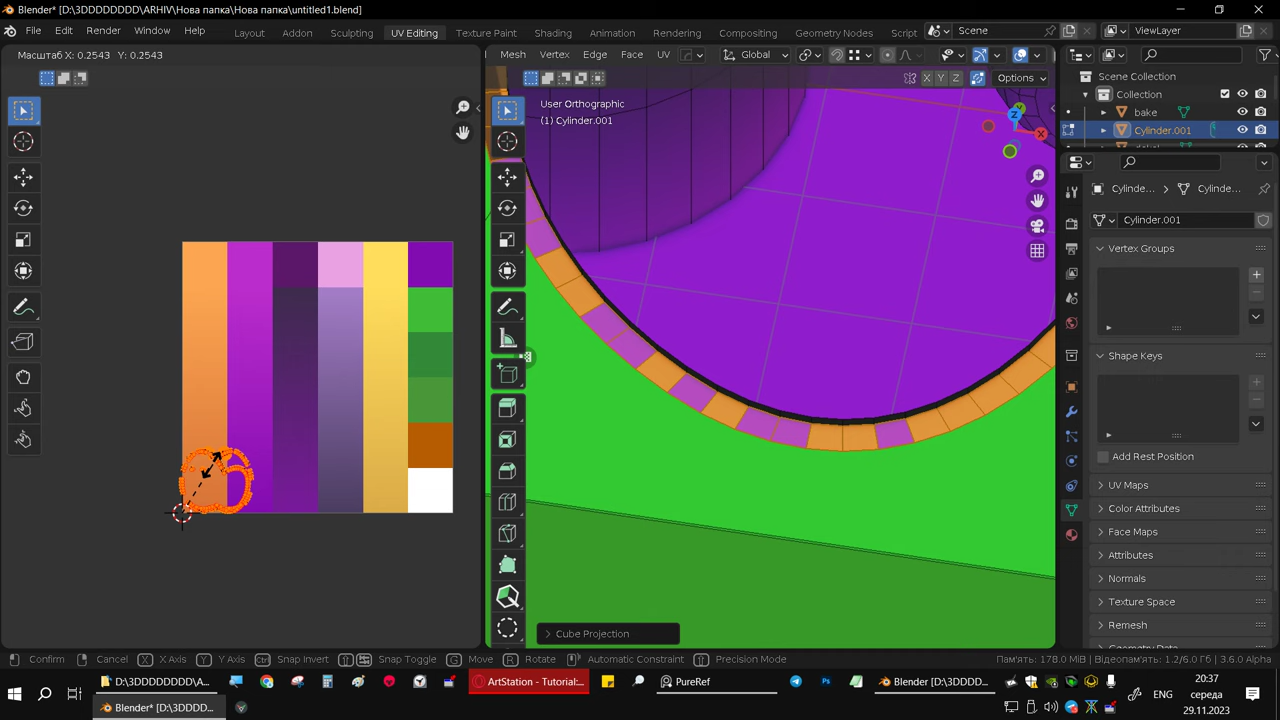 Blender* [D:\3DDDDDDDD\ARHIV\Нова папка\Нова папка\untitled1.blend]
File Edit Render Window Help Layout Modeling Sculpting UV Editing Texture Paint Shading Animation Rendering Compositing Geometry Nodes Script Scene ViewLayer
Масштаб X: 0.2543 Y: 0.2543
Mesh Vertex Edge Face UV Global
X Y Z Options
Scene Collection
Collection
bake
Cylinder.001
User Orthographic
(1) Cylinder.001
Z
Y
X
Cylinde...
Cylinde...
Cylinder.001
Vertex Groups
Shape Keys
Add Rest Position
UV Maps
Color Attributes
Face Maps
Attributes
Normals
Texture Space
Remesh
Geometry Data
Cube Projection
Confirm Cancel X X Axis Y Y Axis Ctrl Snap Invert Snap Toggle G Move R Rotate Automatic Constraint Precision Mode
Пам'ять: 178.0 MiB Відеопам'ять: 1.2/6.0 Гб 3.6.0 Alpha
D:\3DDDDDDDD\A...
ArtStation - Tutorial:...
PureRef
Ps
Blender [D:\3DDDD...
Blender* [D:\3DDDD...
ENG
20:37
середа
29.11.2023